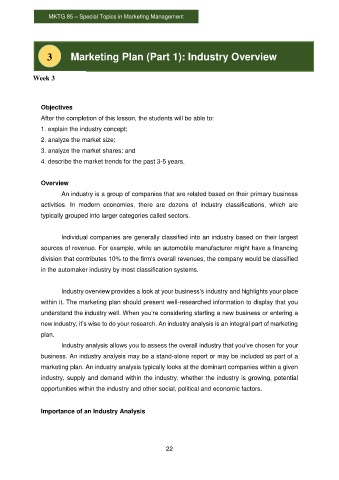 MKTG 85 – Special Topics in Marketing Management
3
Marketing Plan (Part 1): Industry Overview
Week 3
Objectives
After the completion of this lesson, the students will be able to:
1. explain the industry concept;
2. analyze the market size;
3. analyze the market shares: and
4. describe the market trends for the past 3-5 years.
Overview
An industry is a group of companies that are related based on their primary business
activities. In modern economies, there are dozens of industry classifications, which are
typically grouped into larger categories called sectors.
Individual companies are generally classified into an industry based on their largest
sources of revenue. For example, while an automobile manufacturer might have a financing
division that contributes 10% to the firm's overall revenues, the company would be classified
in the automaker industry by most classification systems.
Industry overview provides a look at your business's industry and highlights your place
within it. The marketing plan should present well-researched information to display that you
understand the industry well. When you're considering starting a new business or entering a
new industry, it's wise to do your research. An industry analysis is an integral part of marketing
plan.
Industry analysis allows you to assess the overall industry that you've chosen for your
business. An industry analysis may be a stand-alone report or may be included as part of a
marketing plan. An industry analysis typically looks at the dominant companies within a given
industry, supply and demand within the industry, whether the industry is growing, potential
opportunities within the industry and other social, political and economic factors.
Importance of an Industry Analysis
22